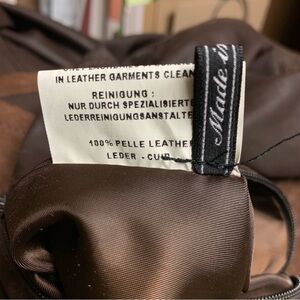 IN LEATHER GARMENTS CLEAN
REINIGUNG :
NUR DURCH SPEZIALISIERTE
LEDERREINIGUNGSANSTALTE
100% PELLE LEATHER
LEDER - CUIR
Made in